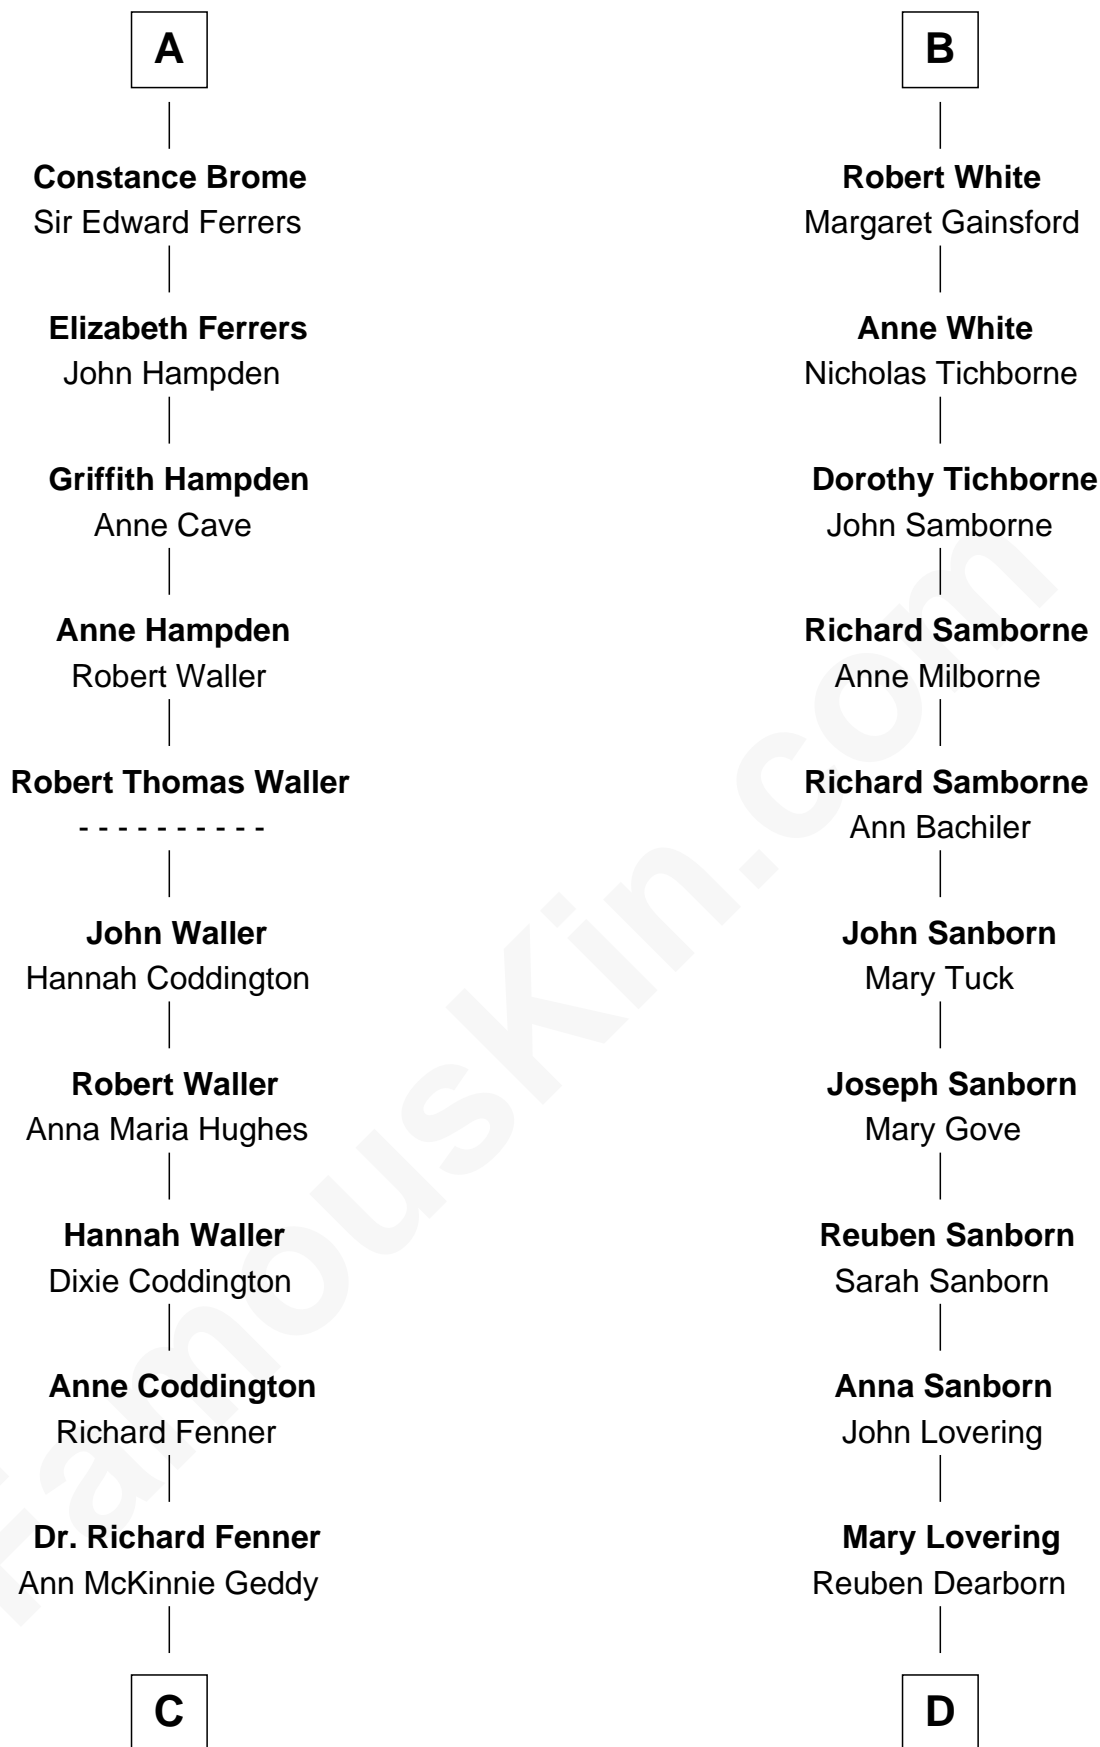 A
Constance Brome
Sir Edward Ferrers
Elizabeth Ferrers
John Hampden
Griffith Hampden
Anne Cave
Anne Hampden
Robert Waller
Robert Thomas Waller
- - - - - - - - - -
John Waller
Hannah Coddington
Robert Waller
Anna Maria Hughes
Hannah Waller
Dixie Coddington
Anne Coddington
Richard Fenner
Dr. Richard Fenner
Ann McKinnie Geddy
C
B
Robert White
Margaret Gainsford
Anne White
Nicholas Tichborne
Dorothy Tichborne
John Samborne
Richard Samborne
Anne Milborne
Richard Samborne
Ann Bachiler
John Sanborn
Mary Tuck
Joseph Sanborn
Mary Gove
Reuben Sanborn
Sarah Sanborn
Anna Sanborn
John Lovering
Mary Lovering
Reuben Dearborn
D
FamousKin.com